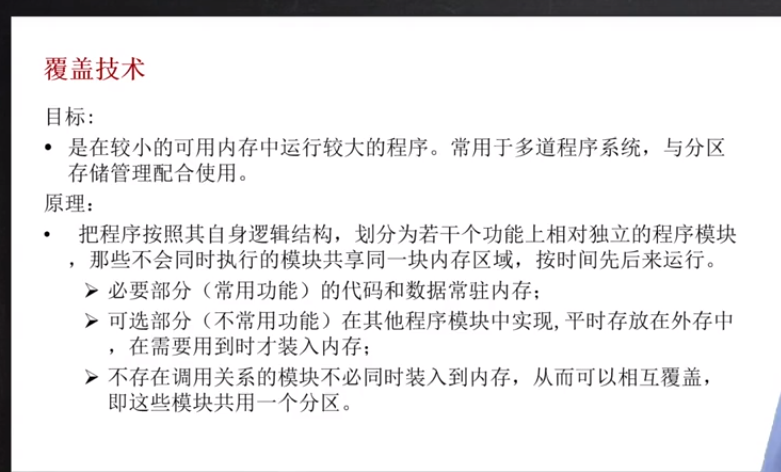 覆盖技术
目标:
• 是在较小的可用内存中运行较大的程序。常用于多道程序系统，与分区
存储管理配合使用。
原理：
• 把程序按照其自身逻辑结构，划分为若干个功能上相对独立的程序模块
，那些不会同时执行的模块共享同一块内存区域，按时间先后来运行。
➢ 必要部分（常用功能）的代码和数据常驻内存；
➢ 可选部分（不常用功能）在其他程序模块中实现,平时存放在外存中
，在需要用到时才装入内存；
➢ 不存在调用关系的模块不必同时装入到内存，从而可以相互覆盖，
即这些模块共用一个分区。